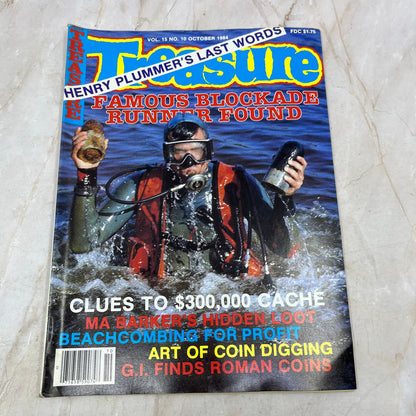 VOL. 15 NO. 10 OCTOBER 1984
FDC $1.75
HENRY PLUMMER'S LAST WORDS
TREASURE
Treasure
FAMOUS BLOCKADE
RUNNER FOUND
CLUES TO $300,000 CACHE
MA BARKER'S HIDDEN LOOT
BEACHCOMBING FOR PROFIT
ART OF COIN DIGGING
G.I. FINDS ROMAN COINS
10